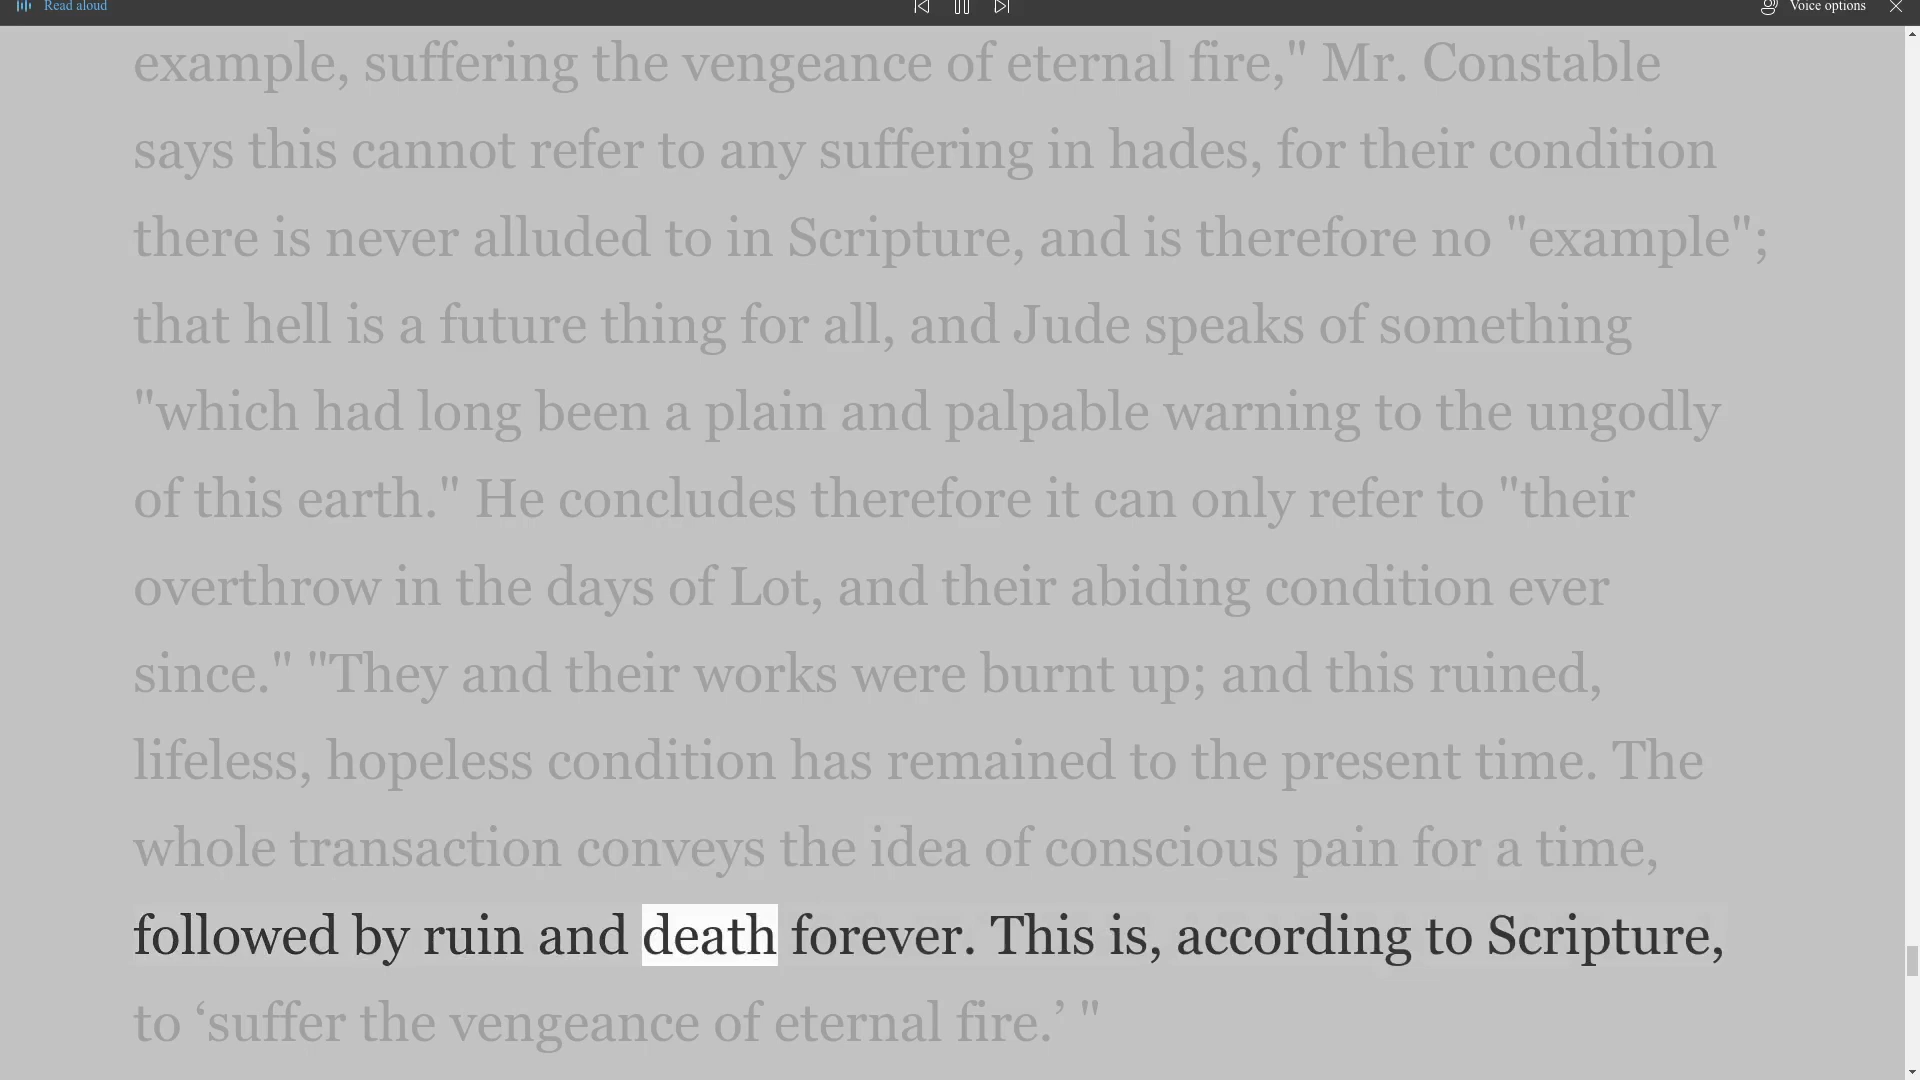 Read aloud
Voice options
example, suffering the vengeance of eternal fire," Mr. Constable
says this cannot refer to any suffering in hades, for their condition
there is never alluded to in Scripture, and is therefore no "example";
that hell is a future thing for all, and Jude speaks of something
"which had long been a plain and palpable warning to the ungodly
of this earth." He concludes therefore it can only refer to "their
overthrow in the days of Lot, and their abiding condition ever
since." "They and their works were burnt up; and this ruined,
lifeless, hopeless condition has remained to the present time. The
whole transaction conveys the idea of conscious pain for a time,
followed by ruin and death forever. This is, according to Scripture,
to ‘suffer the vengeance of eternal fire.’ "